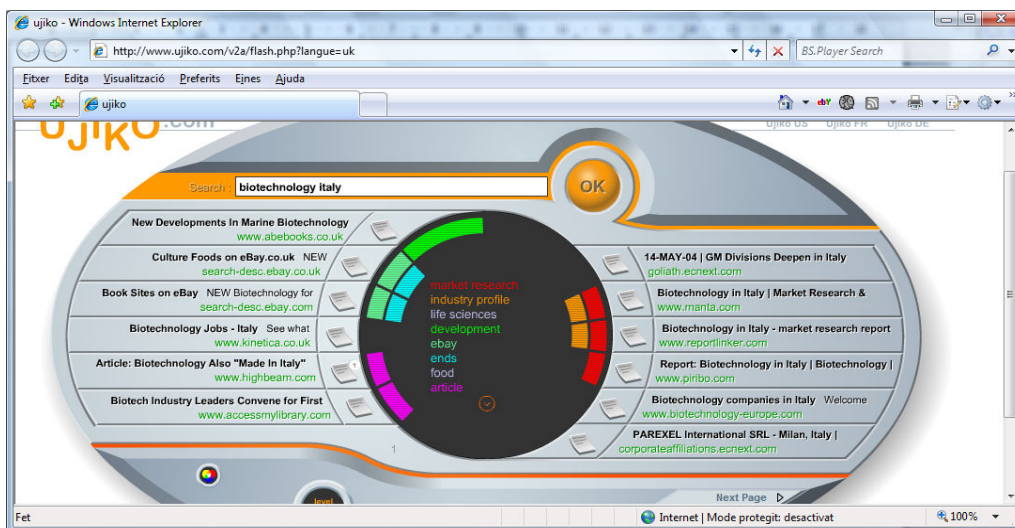 ujiko - Windows Internet Explorer
http://www.ujiko.com/v2a/flash.php?langue=uk
BS.Player Search
Fitxer Edita Visualització Preferits Eines Ajuda
ujiko
ebY
UJIKO.com
Ujiko US Ujiko FR Ujiko DE
Search : biotechnology italy
OK
New Developments In Marine Biotechnology
www.abebooks.co.uk
Culture Foods on eBay.co.uk NEW
search-desc.ebay.co.uk
Book Sites on eBay NEW Biotechnology for
search-desc.ebay.com
Biotechnology Jobs - Italy See what
www.kinetica.co.uk
Article: Biotechnology Also "Made In Italy"
www.highbeam.com
1
Biotech Industry Leaders Convene for First
www.accessmylibrary.com
market research
industry profile
life sciences
development
ebay
ends
food
article
14-MAY-04 | GM Divisions Deepen in Italy
goliath.ecnext.com
Biotechnology in Italy | Market Research &
www.manta.com
Biotechnology in Italy - market research report
www.reportlinker.com
Report: Biotechnology in Italy | Biotechnology |
www.piribo.com
Biotechnology companies in Italy Welcome
www.biotechnology-europe.com
PAREXEL International SRL - Milan, Italy |
corporateaffiliations.ecnext.com
1
level
Next Page
Fet
Internet | Mode protegit: desactivat
100%